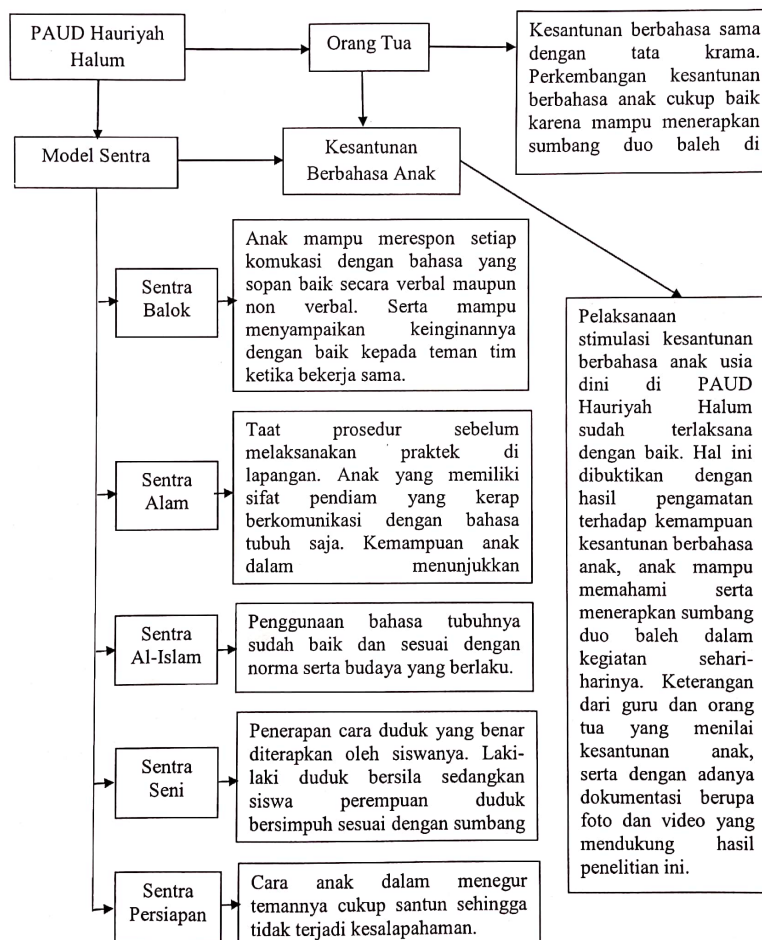 PAUD Hauriyah
Halum
Orang Tua
Kesantunan berbahasa sama
dengan tata krama.
Perkembangan kesantunan
berbahasa anak cukup baik
karena mampu menerapkan
sumbang duo baleh di
Model Sentra
Kesantunan
Berbahasa Anak
Sentra
Balok
Anak mampu merespon setiap
komukasi dengan bahasa yang
sopan baik secara verbal maupun
non verbal. Serta mampu
menyampaikan keinginannya
dengan baik kepada teman tim
ketika bekerja sama.
Sentra
Alam
Taat prosedur sebelum
melaksanakan praktek di
lapangan. Anak yang memiliki
sifat pendiam yang kerap
berkomunikasi dengan bahasa
tubuh saja. Kemampuan anak
dalam menunjukkan
Sentra
Al-Islam
Penggunaan bahasa tubuhnya
sudah baik dan sesuai dengan
norma serta budaya yang berlaku.
Sentra
Seni
Penerapan cara duduk yang benar
diterapkan oleh siswanya. Laki-
laki duduk bersila sedangkan
siswa perempuan duduk
bersimpuh sesuai dengan sumbang
Sentra
Persiapan
Cara anak dalam menegur
temannya cukup santun sehingga
tidak terjadi kesalapahaman.
Pelaksanaan
stimulasi kesantunan
berbahasa anak usia
dini di PAUD
Hauriyah Halum
sudah terlaksana
dengan baik. Hal ini
dibuktikan dengan
hasil pengamatan
terhadap kemampuan
kesantunan berbahasa
anak, anak mampu
memahami serta
menerapkan sumbang
duo baleh dalam
kegiatan sehari-
harinya. Keterangan
dari guru dan orang
tua yang menilai
kesantunan anak,
serta dengan adanya
dokumentasi berupa
foto dan video yang
mendukung hasil
penelitian ini.